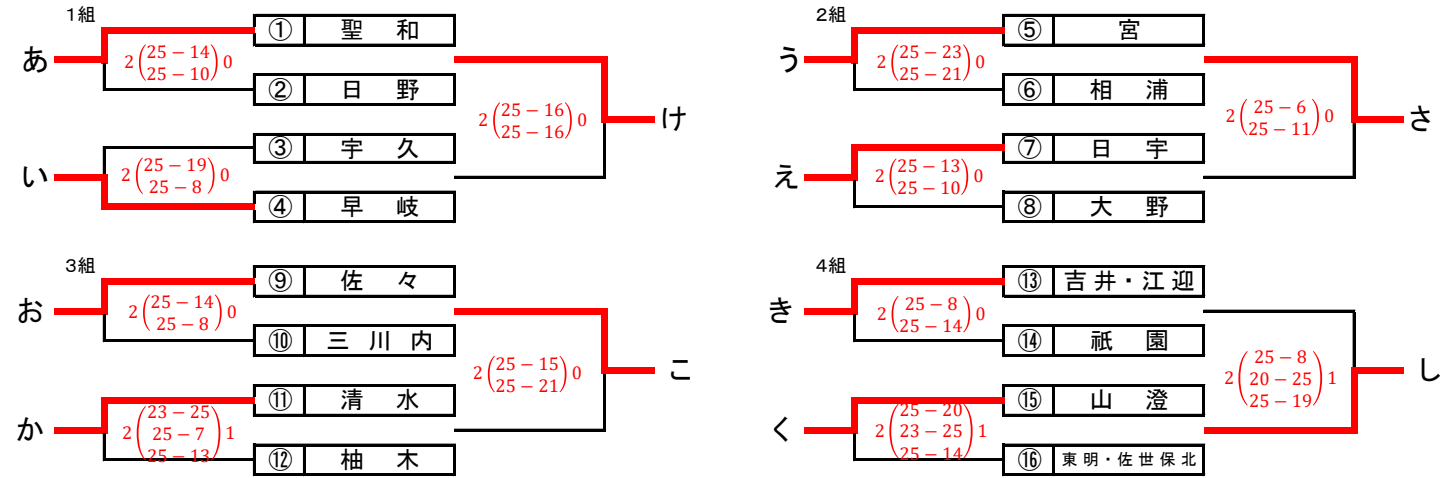 1組
① 聖 和
あ
2(25－14 25－10)0
② 日 野
2(25－16 25－16)0
け
③ 宇 久
い
2(25－19 25－8)0
④ 早 岐
2組
⑤ 宮
う
2(25－23 25－21)0
⑥ 相 浦
2(25－6 25－11)0
さ
⑦ 日 宇
え
2(25－13 25－10)0
⑧ 大 野
3組
⑨ 佐 々
お
2(25－14 25－8)0
⑩ 三 川 内
2(25－15 25－21)0
こ
⑪ 清 水
か
2(23－25 25－7 25－13)1
⑫ 柚 木
4組
⑬ 吉井・江迎
き
2(25－8 25－14)0
⑭ 祇 園
2(25－8 20－25 25－19)1
し
⑮ 山 澄
く
2(25－20 23－25 25－14)1
⑯ 東明・佐世保北